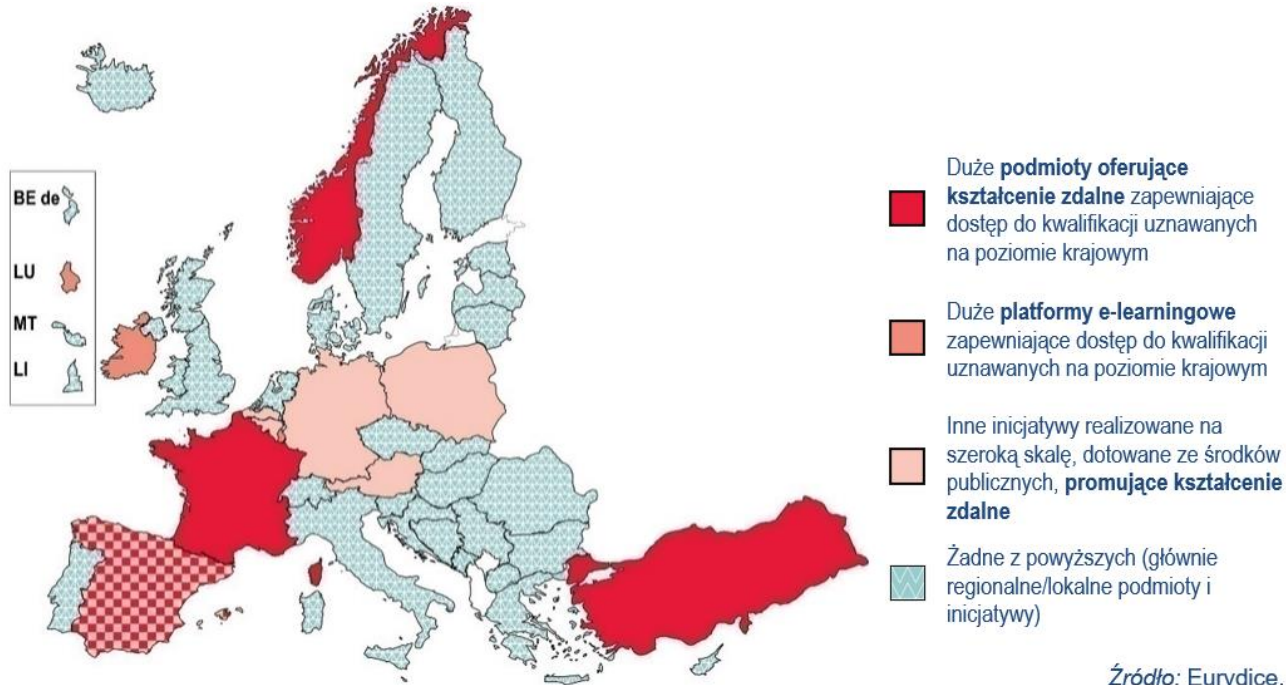 BE de
LU
MT
LI
Duże podmioty oferujące
kształcenie zdalne zapewniające
dostęp do kwalifikacji uznawanych
na poziomie krajowym
Duże platformy e-learningowe
zapewniające dostęp do kwalifikacji
uznawanych na poziomie krajowym
Inne inicjatywy realizowane na
szeroką skalę, dotowane ze środków
publicznych, promujące kształcenie
zdalne
Żadne z powyższych (głównie
regionalne/lokalne podmioty i
inicjatywy)
Źródło: Eurydice.